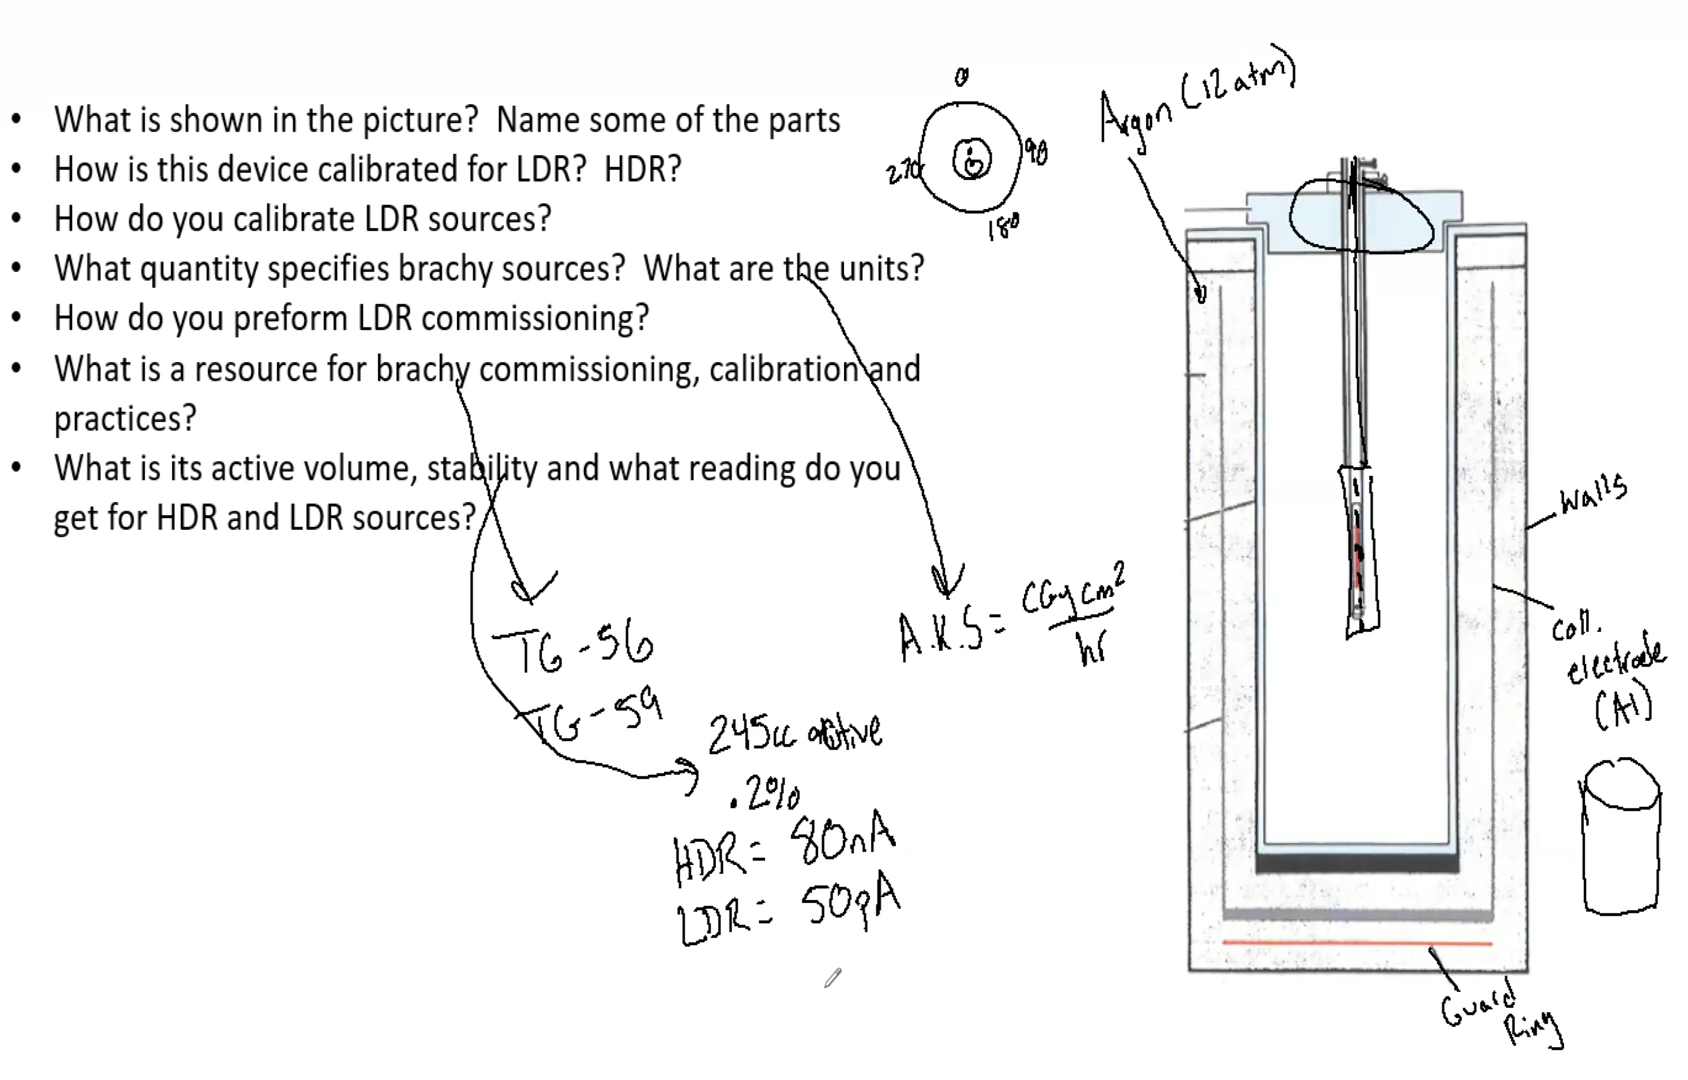 • What is shown in the picture? Name some of the parts
• How is this device calibrated for LDR? HDR?
• How do you calibrate LDR sources?
• What quantity specifies brachy sources? What are the units?
• How do you preform LDR commissioning?
• What is a resource for brachy commissioning, calibration and
practices?
• What is its active volume, stability and what reading do you
get for HDR and LDR sources?
TG-56
TG-59
245cc active
.2%
HDR = 80nA
LDR = 50pA
A.K.S = cGy cm²
hr
0
90
180
270
Argon (12 atm)
Walls
Coll.
electrode
(Al)
Guard
Ring